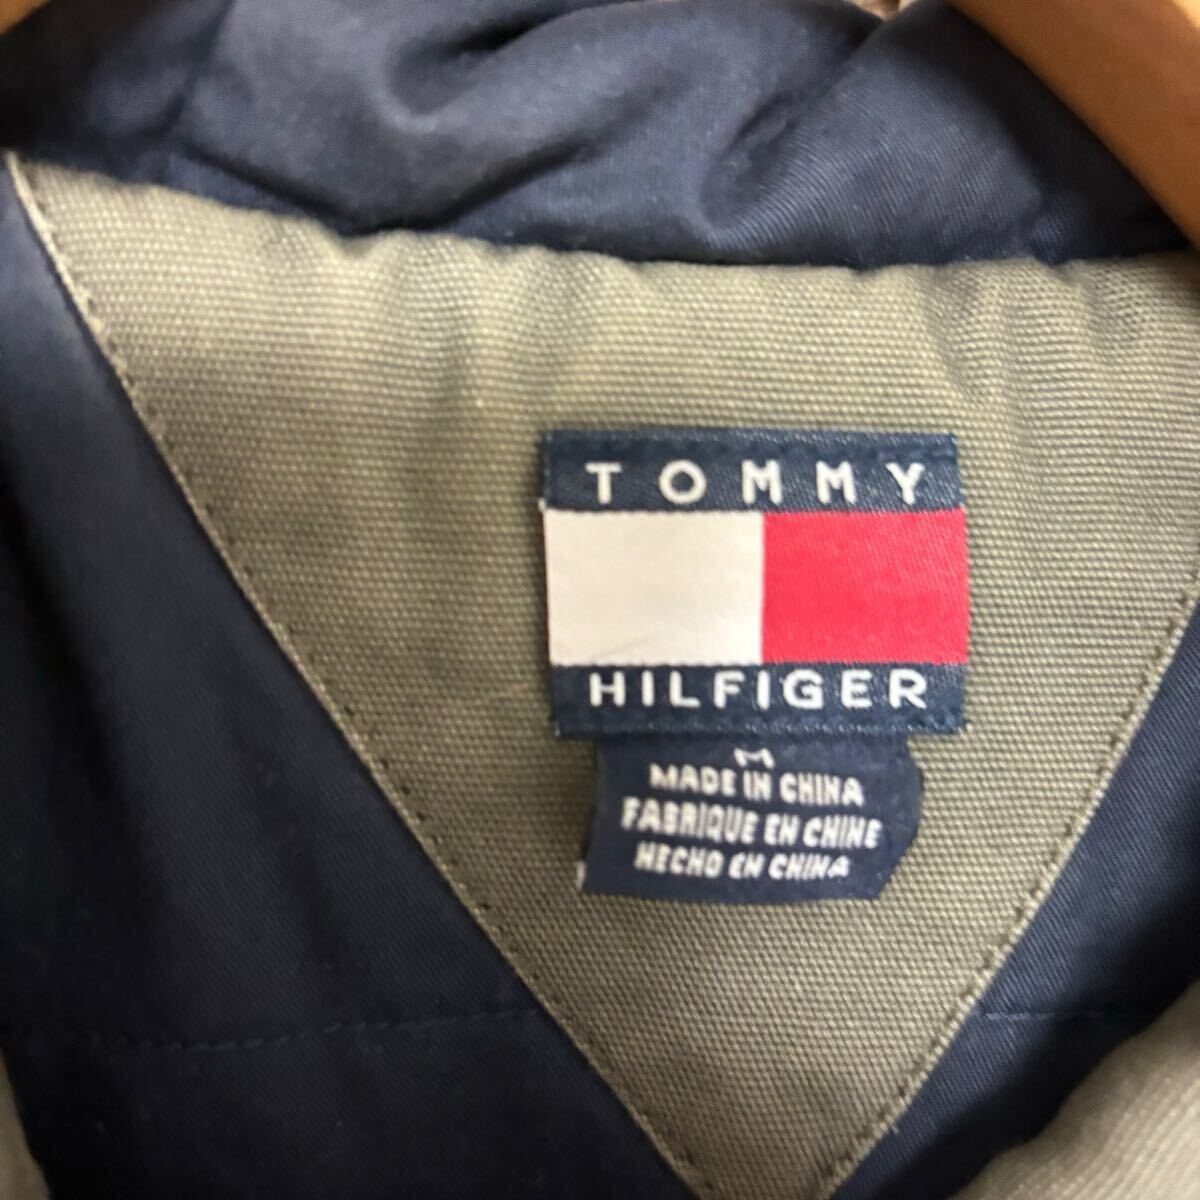 TOMMY
HILFIGER
M
MADE IN CHINA
FABRIQUE EN CHINE
HECHO EN CHINA